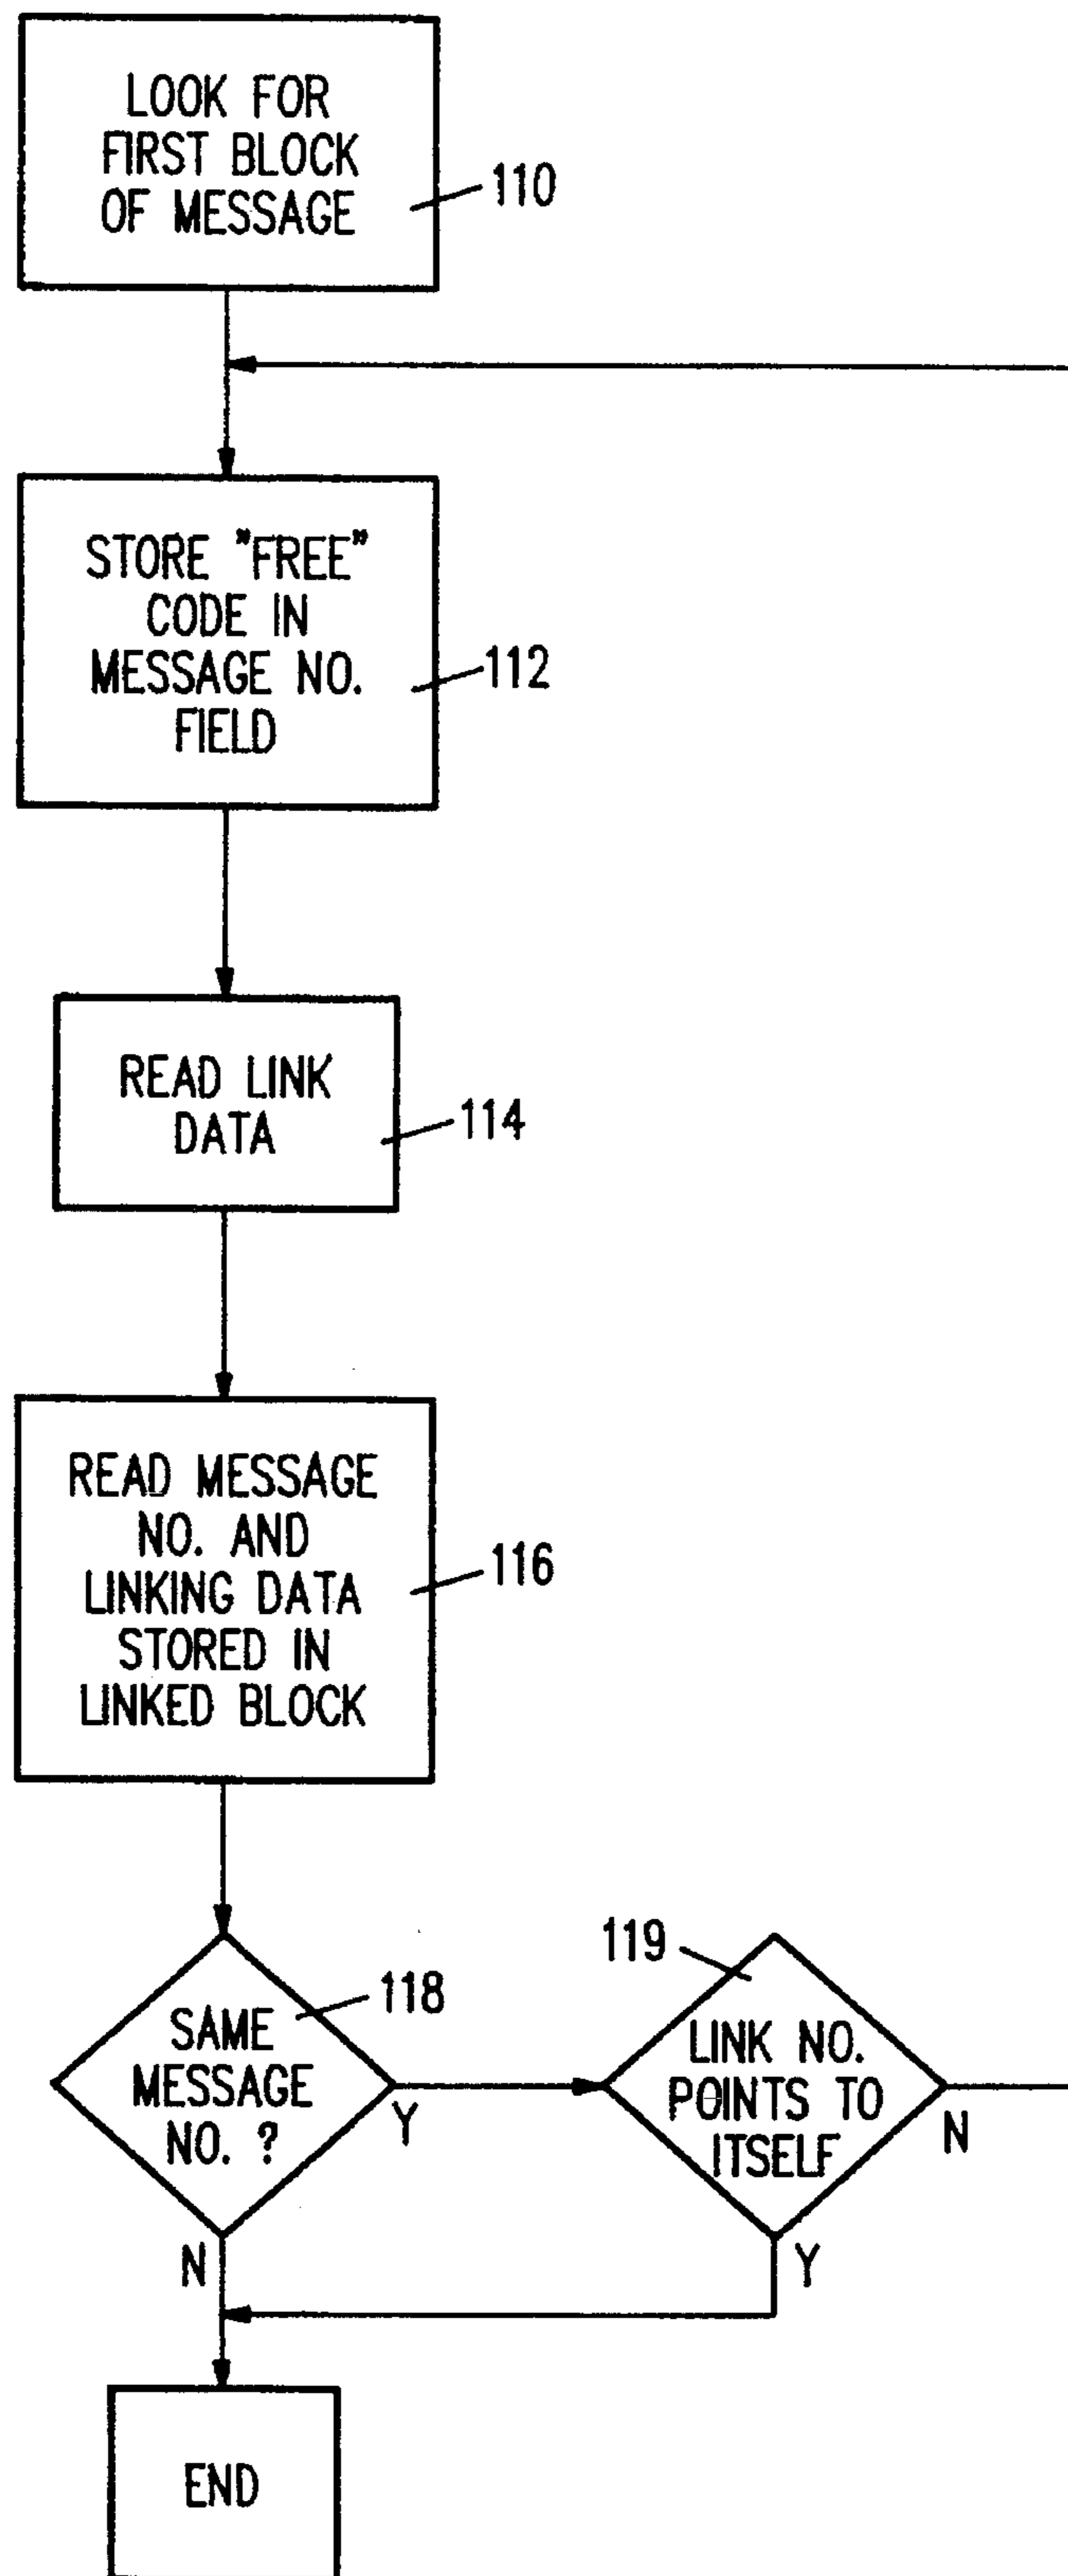 LOOK FOR
FIRST BLOCK
OF MESSAGE
110
STORE "FREE"
CODE IN
MESSAGE NO.
FIELD
112
READ LINK
DATA
114
READ MESSAGE
NO. AND
LINKING DATA
STORED IN
LINKED BLOCK
116
SAME
MESSAGE
NO. ?
118
Y
N
119
LINK NO.
POINTS TO
ITSELF
N
Y
END